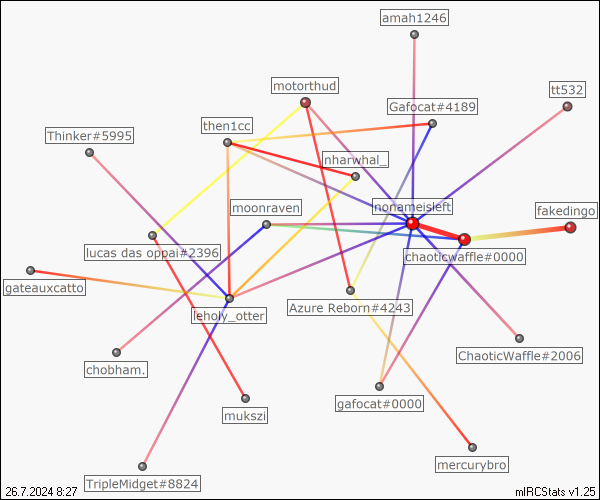 amah1246
motorthud
tt532
Gafocat#4189
then1cc
Thinker#5995
nharwhal_
moonraven
nonameisleft
fakedingo
lucas das oppai#2396
chaoticwaffle#0000
gateauxcatto
leholy_otter
Azure Reborn#4243
ChaoticWaffle#2006
chobham.
gafocat#0000
mukszi
mercurybro
TripleMidget#8824
26.7.2024 8:27
mIRCStats v1.25